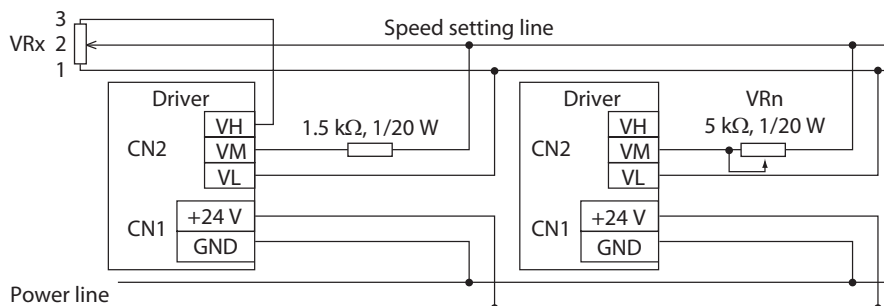 3
VRx 2 Speed setting line
1
Driver Driver VRn
VH 1.5 kΩ, 1/20 W VH 5 kΩ, 1/20 W
CN2 VM CN2 VM
VL VL
CN1 +24 V CN1 +24 V
GND GND
Power line